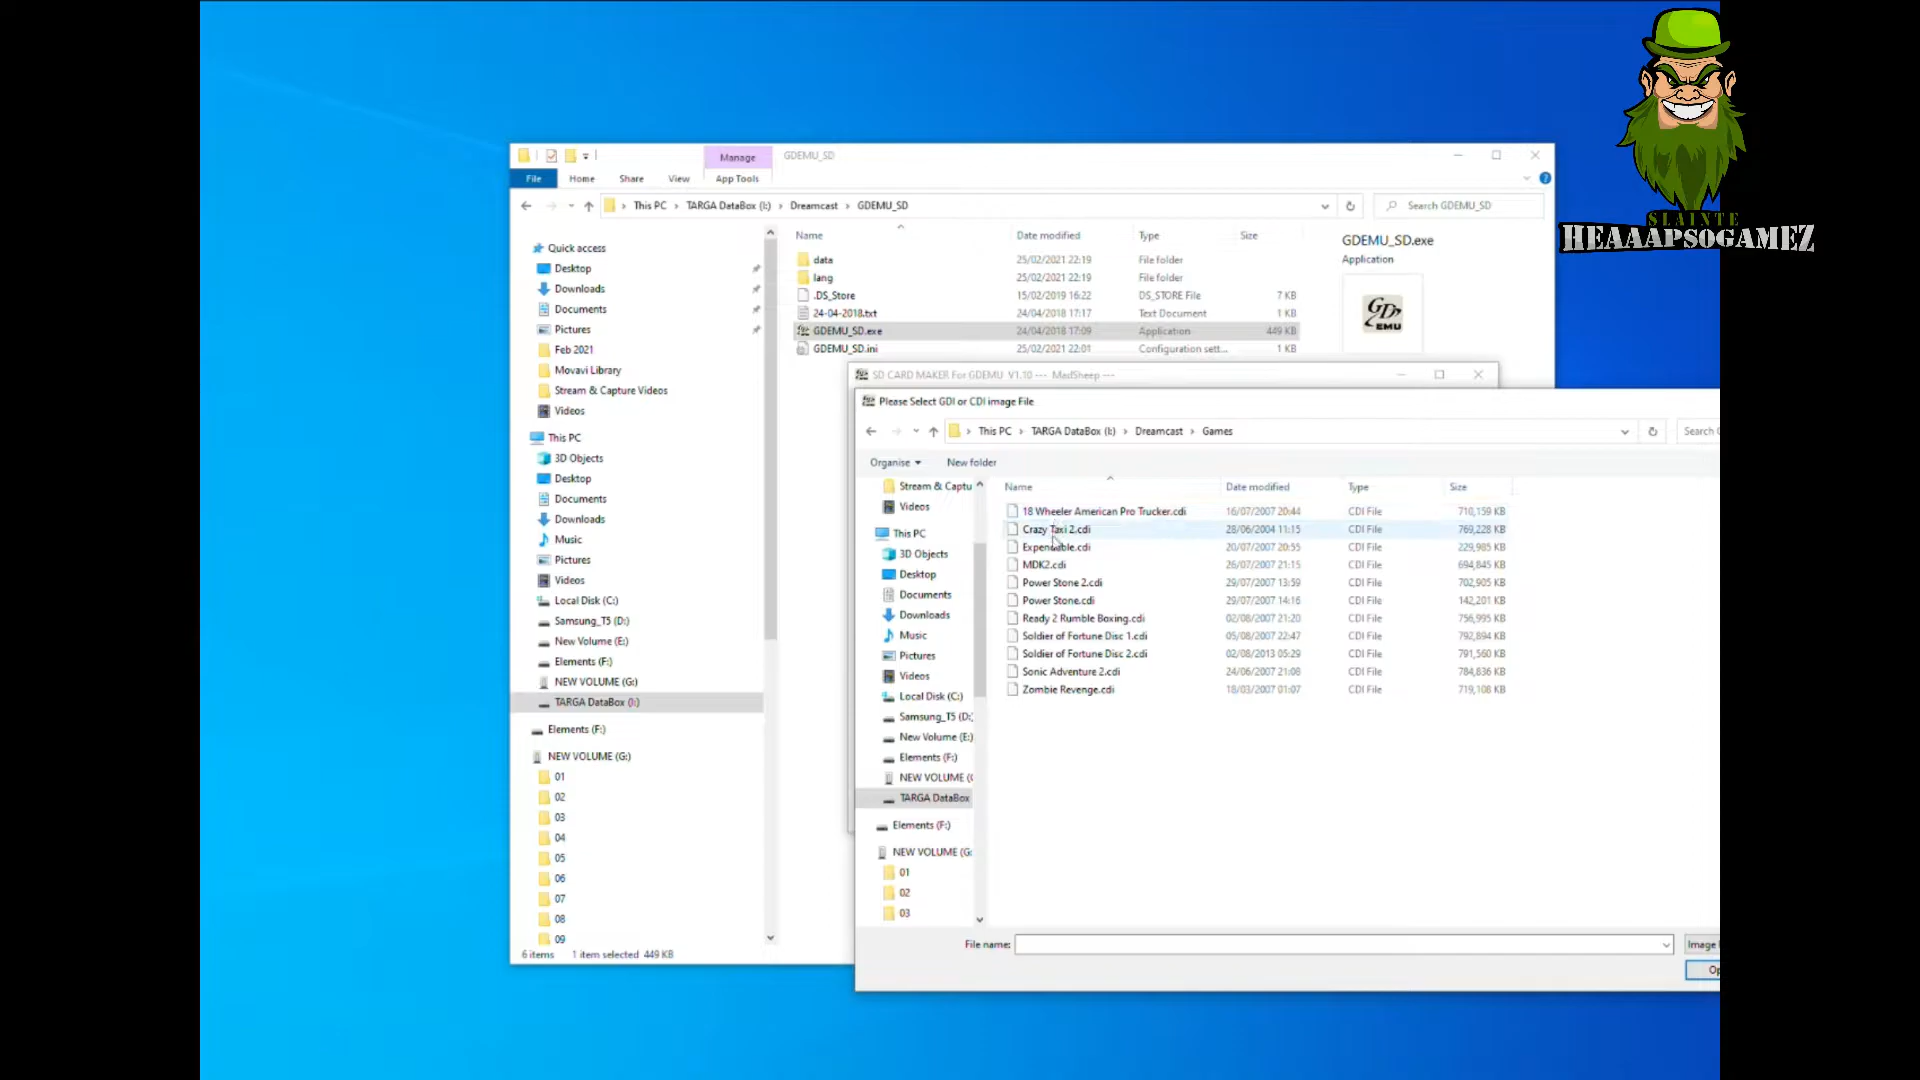 SLAINTE
HEAAAPSOGAMEZ
Manage
GDEMU_SD
File
Home
Share
View
App Tools
This PC > TARGA DataBox (I:) > Dreamcast > GDEMU_SD
Search GDEMU_SD
Quick access
Desktop
Downloads
Documents
Pictures
Feb 2021
Movavi Library
Stream & Capture Videos
Videos
This PC
3D Objects
Desktop
Documents
Downloads
Music
Pictures
Videos
Local Disk (C:)
Samsung_T5 (D:)
New Volume (E:)
Elements (F:)
NEW VOLUME (G:)
TARGA DataBox (I:)
Elements (F:)
NEW VOLUME (G:)
01
02
03
04
05
06
07
08
09
6 items 1 item selected 449 KB
Name Date modified Type Size
data 25/02/2021 22:19 File folder
lang 25/02/2021 22:19 File folder
.DS_Store 15/02/2019 16:22 DS_STORE File 7 KB
24-04-2018.txt 24/04/2018 17:17 Text Document 1 KB
GDEMU_SD.exe 24/04/2018 17:09 Application 449 KB
GDEMU_SD.ini 25/02/2021 22:01 Configuration sett... 1 KB
GDEMU_SD.exe
Application
GD
EMU
SD CARD MAKER For GDEMU V1.10 --- MadSheep ---
Please Select GDI or CDI image File
This PC > TARGA DataBox (I:) > Dreamcast > Games
Search G
Organise
New folder
Stream & Captu
Videos
This PC
3D Objects
Desktop
Documents
Downloads
Music
Pictures
Videos
Local Disk (C:)
Samsung_T5 (D:
New Volume (E:)
Elements (F:)
NEW VOLUME (G
TARGA DataBox
Elements (F:)
NEW VOLUME (G:
01
02
03
Name Date modified Type Size
18 Wheeler American Pro Trucker.cdi 16/07/2007 20:44 CDI File 710,159 KB
Crazy Taxi 2.cdi 28/06/2004 11:15 CDI File 769,228 KB
Expendable.cdi 20/07/2007 20:55 CDI File 229,985 KB
MDK2.cdi 26/07/2007 21:15 CDI File 694,845 KB
Power Stone 2.cdi 29/07/2007 13:59 CDI File 702,905 KB
Power Stone.cdi 29/07/2007 14:16 CDI File 142,201 KB
Ready 2 Rumble Boxing.cdi 02/08/2007 21:20 CDI File 756,995 KB
Soldier of Fortune Disc 1.cdi 05/08/2007 22:47 CDI File 792,894 KB
Soldier of Fortune Disc 2.cdi 02/08/2013 05:29 CDI File 791,560 KB
Sonic Adventure 2.cdi 24/06/2007 21:08 CDI File 784,836 KB
Zombie Revenge.cdi 18/03/2007 01:07 CDI File 719,108 KB
File name:
Image
Op